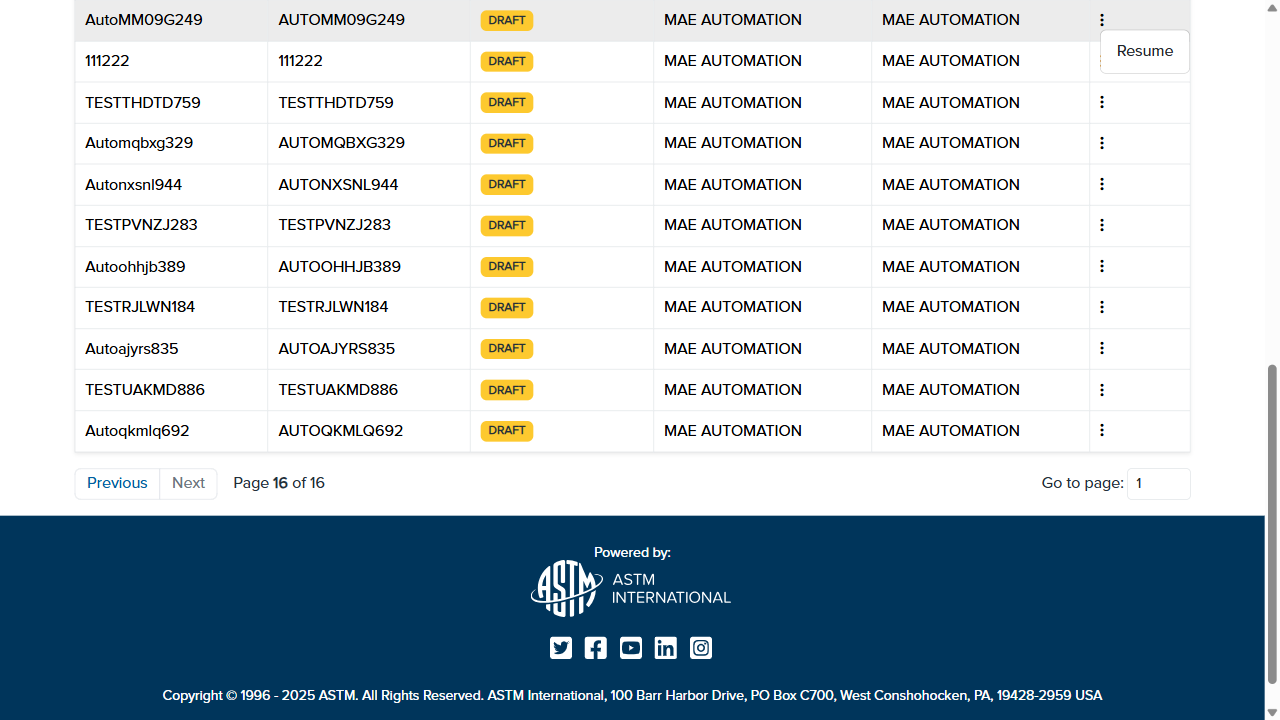 AutoMM09G249 AUTOMM09G249 DRAFT MAE AUTOMATION MAE AUTOMATION
Resume
111222 111222 DRAFT MAE AUTOMATION MAE AUTOMATION
TESTTHDTD759 TESTTHDTD759 DRAFT MAE AUTOMATION MAE AUTOMATION
Automqbxg329 AUTOMQBXG329 DRAFT MAE AUTOMATION MAE AUTOMATION
Autonxsnl944 AUTONXSNL944 DRAFT MAE AUTOMATION MAE AUTOMATION
TESTPVNZJ283 TESTPVNZJ283 DRAFT MAE AUTOMATION MAE AUTOMATION
Autoohhjb389 AUTOOHHJB389 DRAFT MAE AUTOMATION MAE AUTOMATION
TESTRJLWN184 TESTRJLWN184 DRAFT MAE AUTOMATION MAE AUTOMATION
Autoajyrs835 AUTOAJYRS835 DRAFT MAE AUTOMATION MAE AUTOMATION
TESTUAKMD886 TESTUAKMD886 DRAFT MAE AUTOMATION MAE AUTOMATION
Autoqkmlq692 AUTOQKMLQ692 DRAFT MAE AUTOMATION MAE AUTOMATION
Previous Next Page 16 of 16 Go to page: 1
Powered by:
ASTM ASTM
INTERNATIONAL
Copyright © 1996 - 2025 ASTM. All Rights Reserved. ASTM International, 100 Barr Harbor Drive, PO Box C700, West Conshohocken, PA, 19428-2959 USA